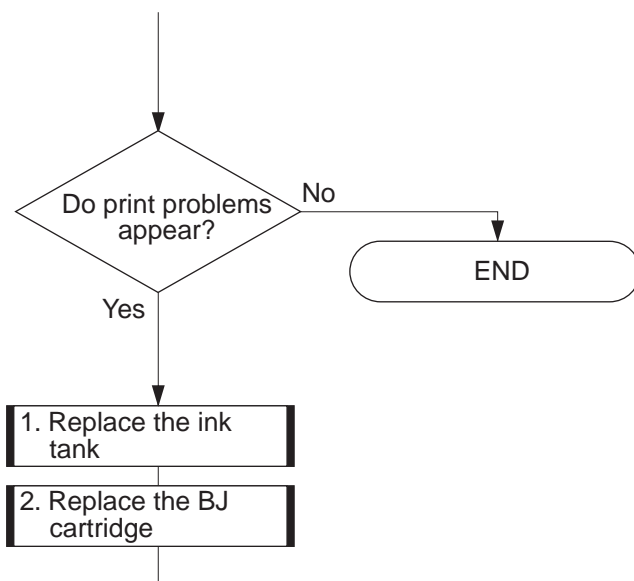 Do print problems
appear?
No
END
Yes
1. Replace the ink
tank
2. Replace the BJ
cartridge